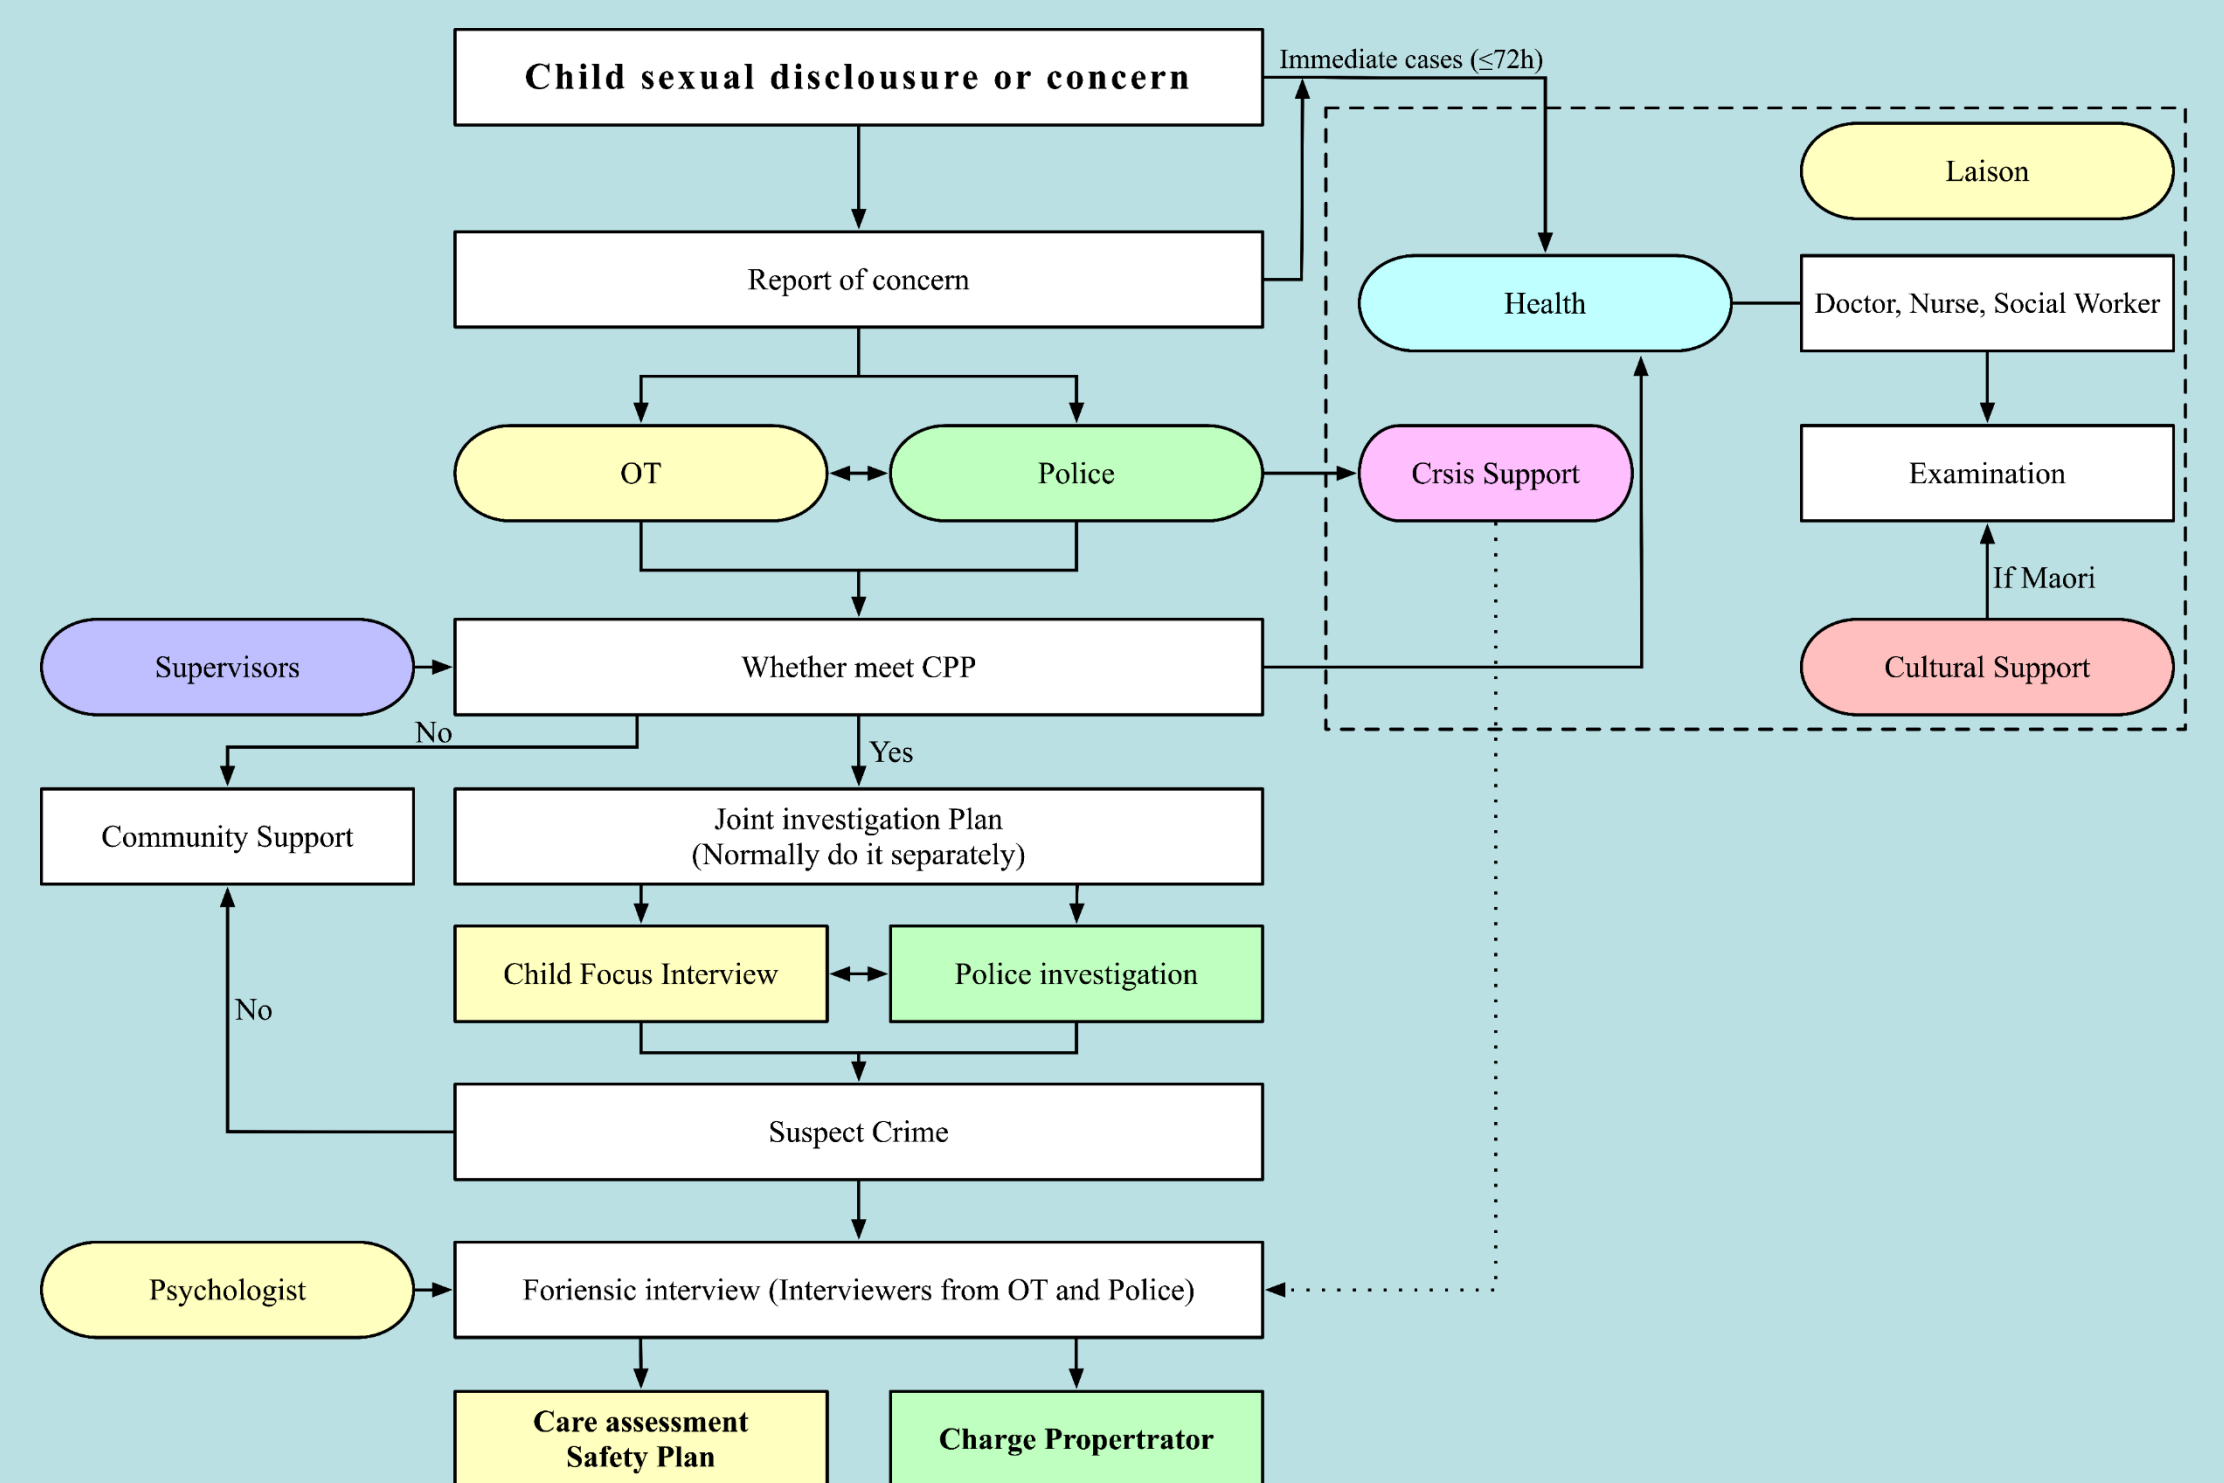 Child sexual disclousure or concern
Immediate cases (≤72h)
Laison
Report of concern
Health
Doctor, Nurse, Social Worker
OT
Police
Crsis Support
Examination
If Maori
Supervisors
Whether meet CPP
Cultural Support
No
Yes
Community Support
Joint investigation Plan
(Normally do it separately)
Child Focus Interview
Police investigation
No
Suspect Crime
Psychologist
Foriensic interview (Interviewers from OT and Police)
Care assessment
Safety Plan
Charge Propertrator